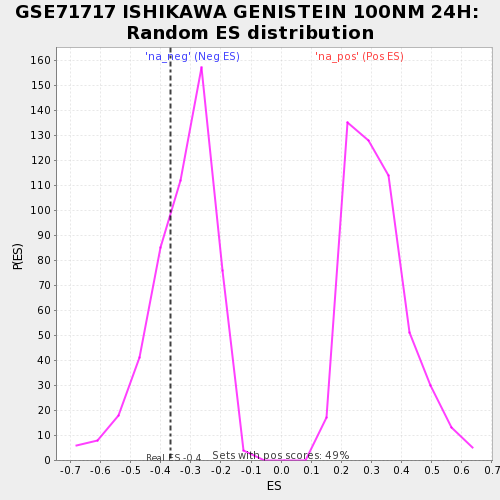 GSE71717 ISHIKAWA GENISTEIN 100NM 24H:
Random ES distribution
'na_neg' (Neg ES)
'na_pos' (Pos ES)
160
150
140
130
120
110
100
90
80
70
60
50
40
30
20
10
0
P(ES)
Real ES -0.4
Sets with pos scores: 49%
-0.7 -0.6 -0.5 -0.4 -0.3 -0.2 -0.1 0.0 0.1 0.2 0.3 0.4 0.5 0.6 0.7
ES